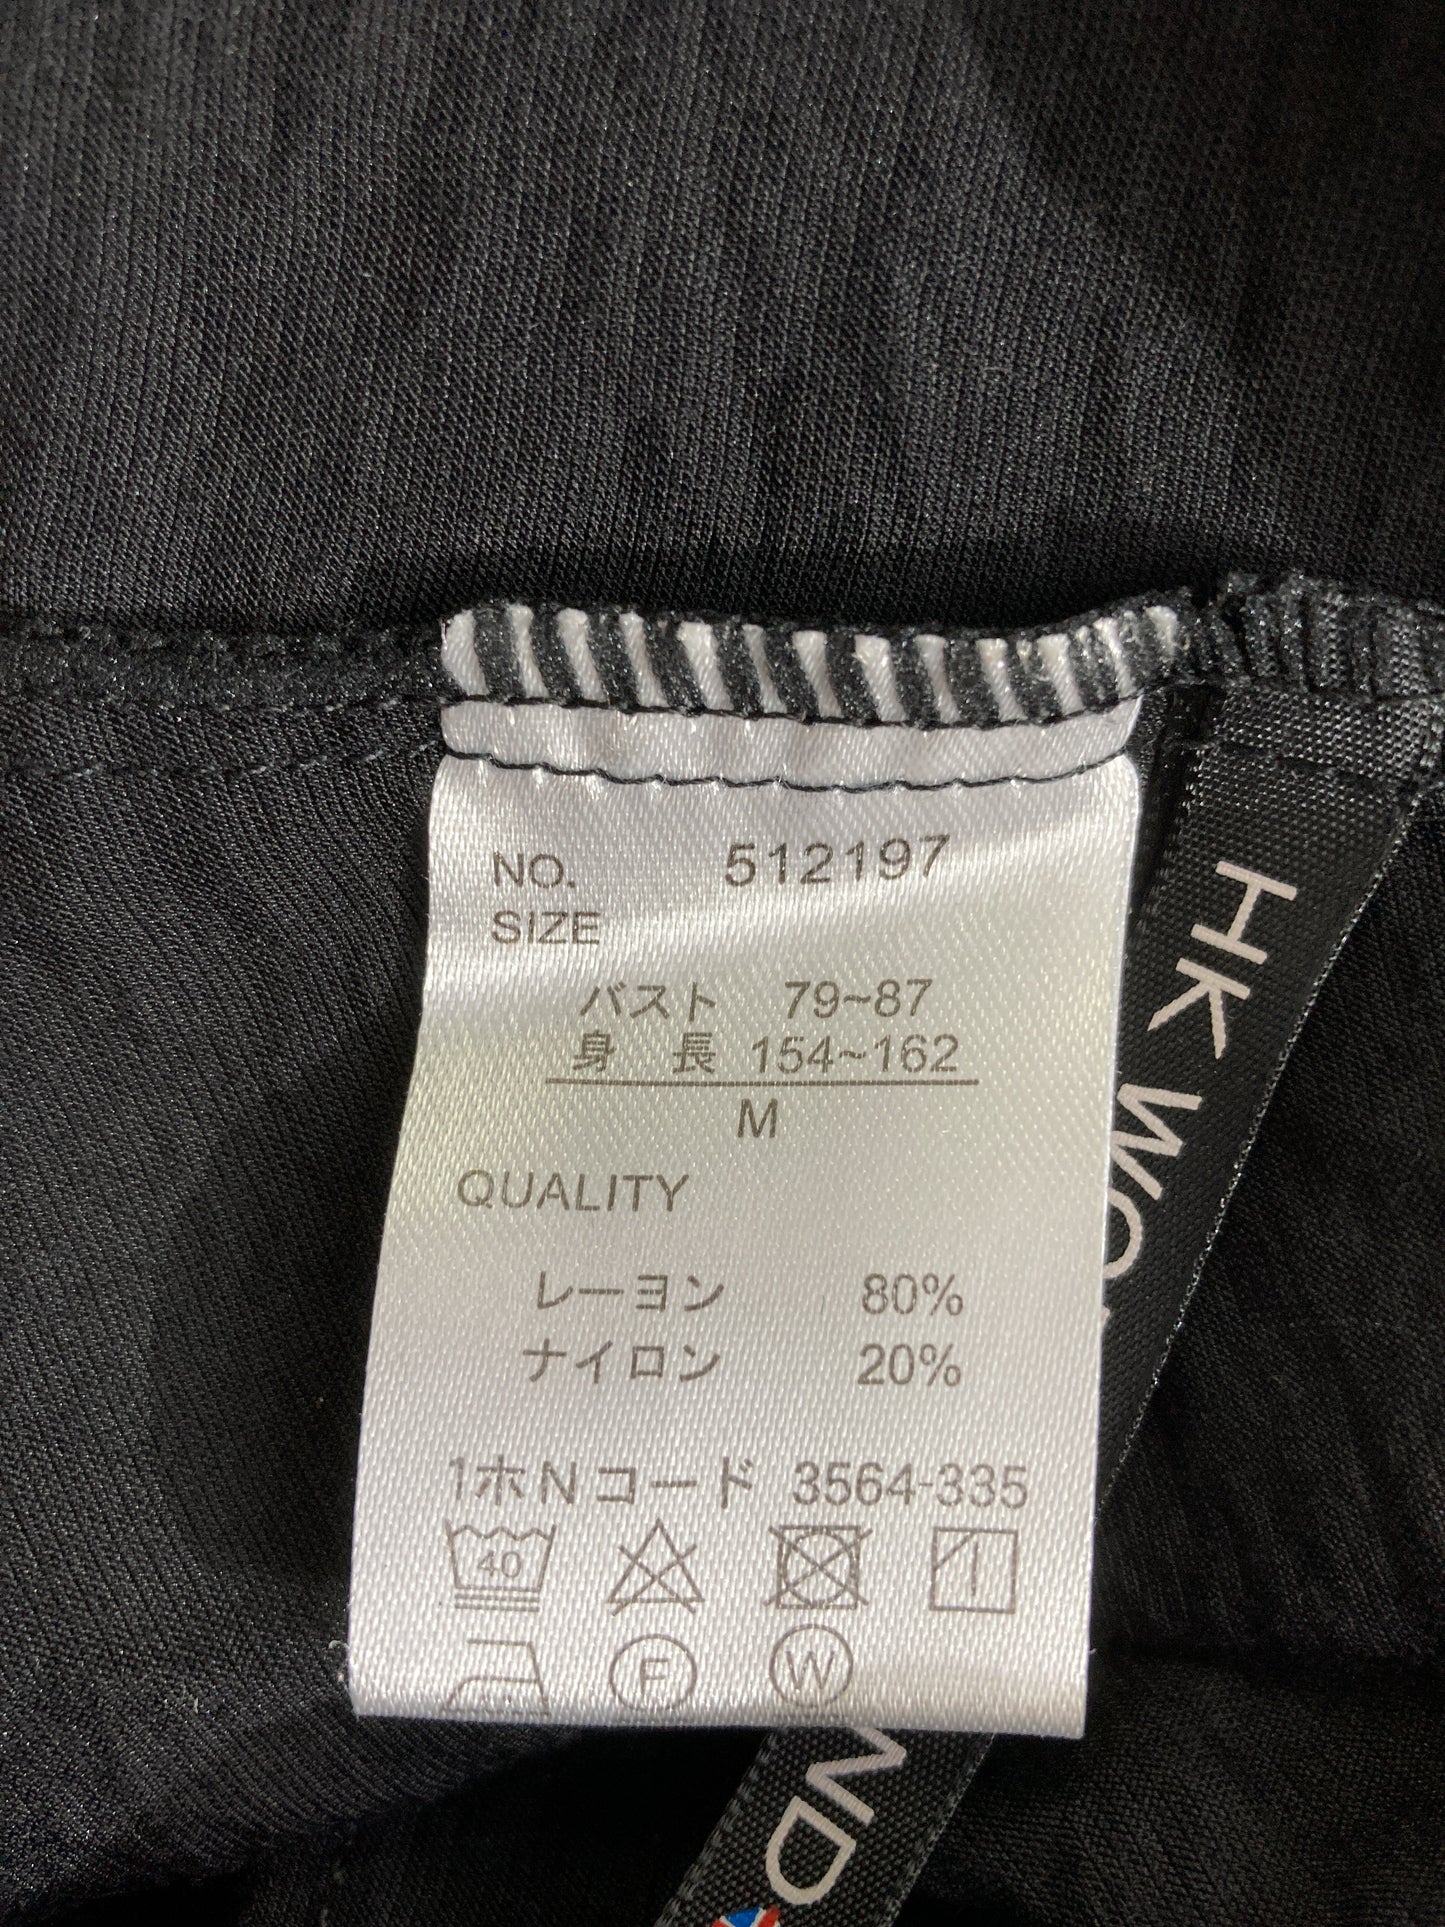 NO. 512197
SIZE
バスト 79~87
身長 154~162
M
QUALITY
レーヨン 80%
ナイロン 20%
1ホNコード 3564-335
40
F
W
HK WO
ND